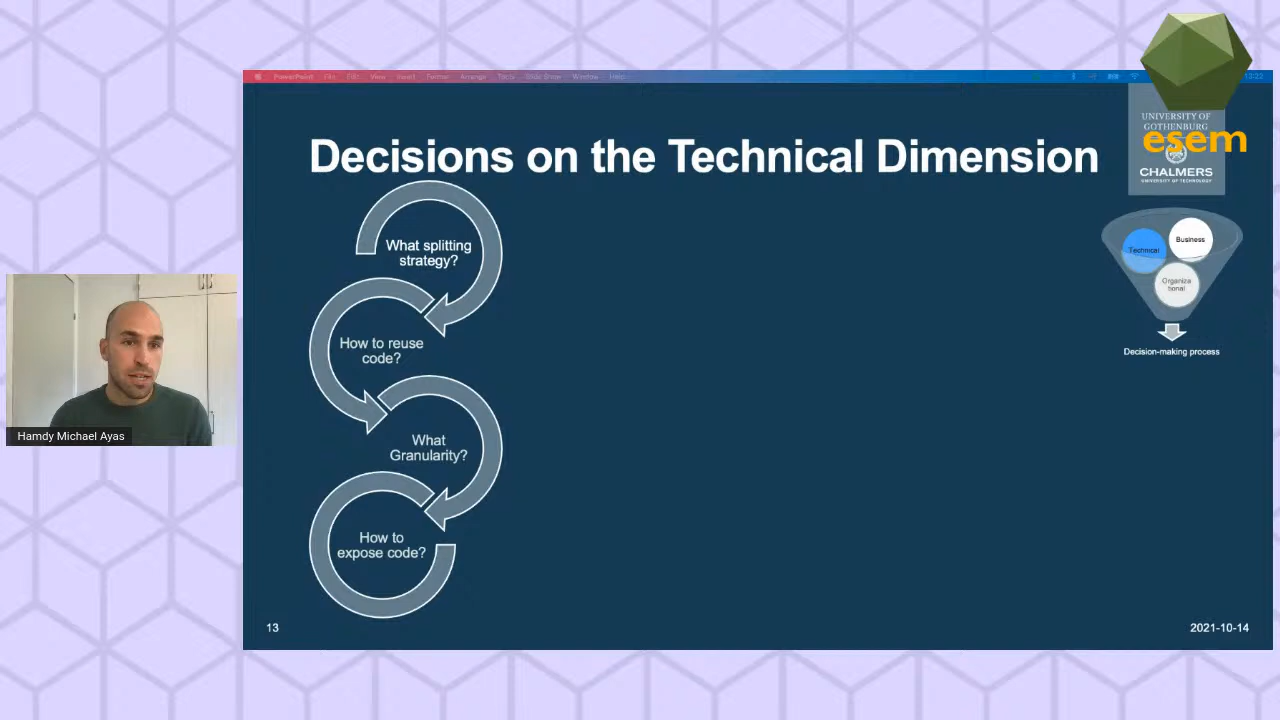 PowerPoint File Edit View Insert Format Arrange Tools Slide Show Window Help
13:22
UNIVERSITY OF
GOTHENBURG
esem
CHALMERS
UNIVERSITY OF TECHNOLOGY
Decisions on the Technical Dimension
What splitting
strategy?
How to reuse
code?
What
Granularity?
How to
expose code?
Technical
Business
Organiza
tional
Decision-making process
Hamdy Michael Ayas
13
2021-10-14